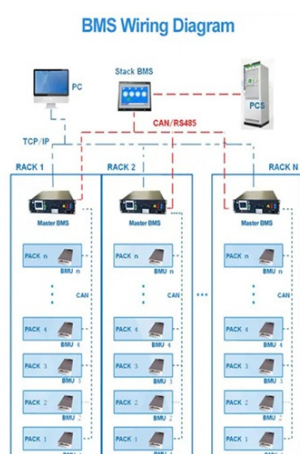 BMS Wiring Diagram
Stack BMS
PC
PCS
CAN/RS485
TCP/IP
RACK 1
RACK 2
RACK N
Master BMS
Master BMS
Master BMS
PACK n
PACK n
PACK n
BMU n
BMU n
BMU n
CAN
CAN
CAN
PACK 4
PACK 4
PACK 4
BMU 4
BMU 4
BMU 4
PACK 3
PACK 3
PACK 3
BMU 3
BMU 3
BMU 3
PACK 2
PACK 2
PACK 2
BMU 2
BMU 2
BMU 2
PACK 1
PACK 1
PACK 1